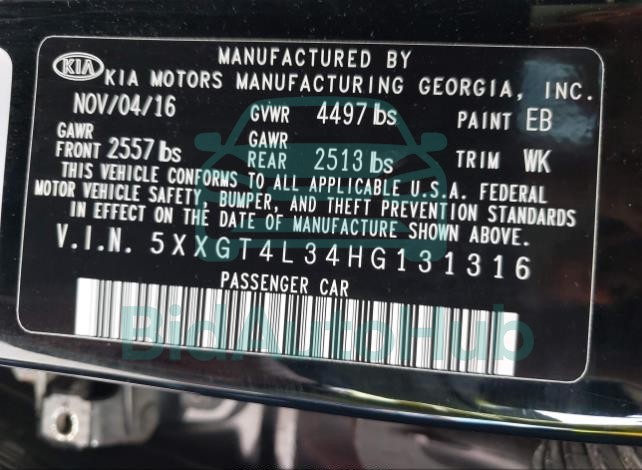 MANUFACTURED BY
KIA KIA MOTORS MANUFACTURING GEORGIA, INC.
NOV/04/16 GVWR 4497 lbs PAINT EB
GAWR FRONT 2557 lbs GAWR REAR 2513 lbs TRIM WK
THIS VEHICLE CONFORMS TO ALL APPLICABLE U.S.A. FEDERAL
MOTOR VEHICLE SAFETY, BUMPER, AND THEFT PREVENTION STANDARDS
IN EFFECT ON THE DATE OF MANUFACTURE SHOWN ABOVE.
V.I.N. 5XXGT4L34HG131316
PASSENGER CAR
BidAutoHub